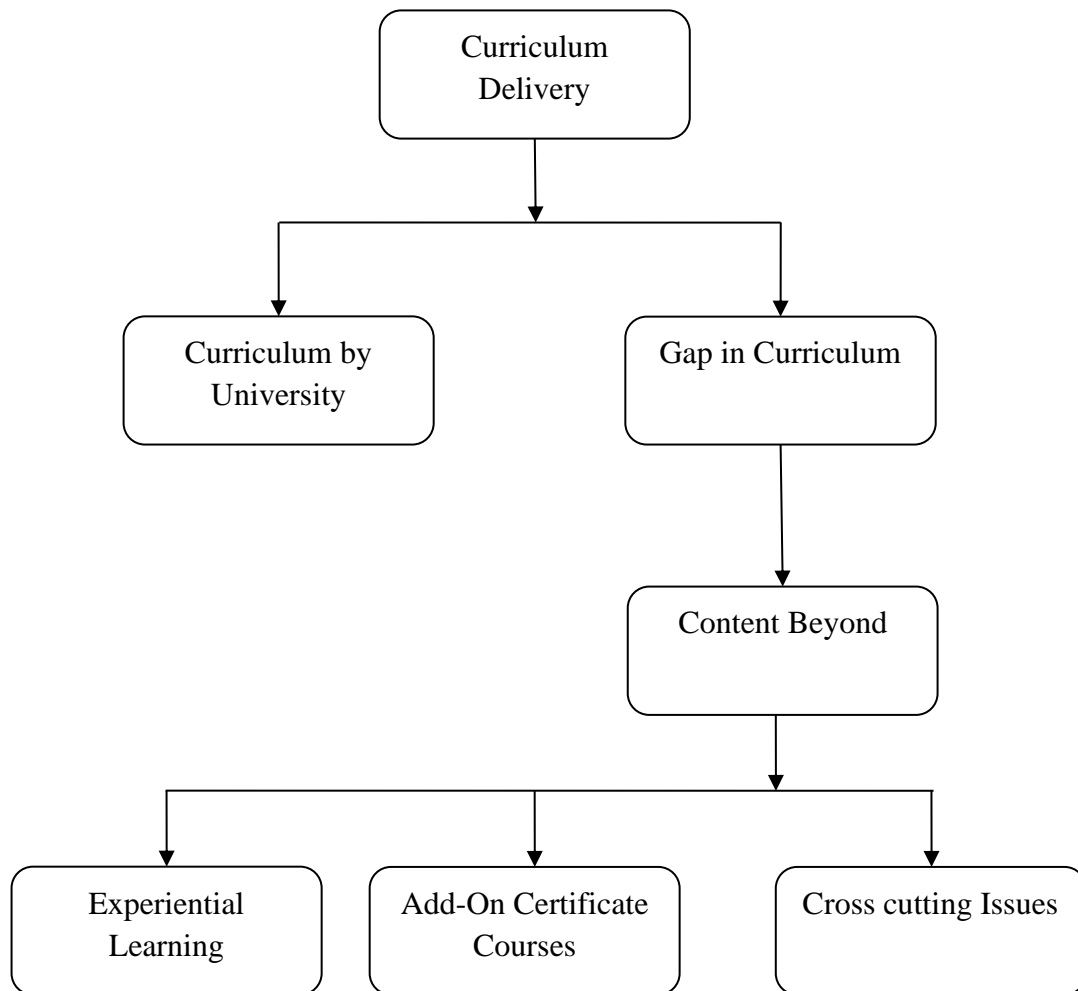 Curriculum
Delivery
Curriculum by
University
Gap in Curriculum
Content Beyond
Experiential
Learning
Add-On Certificate
Courses
Cross cutting Issues